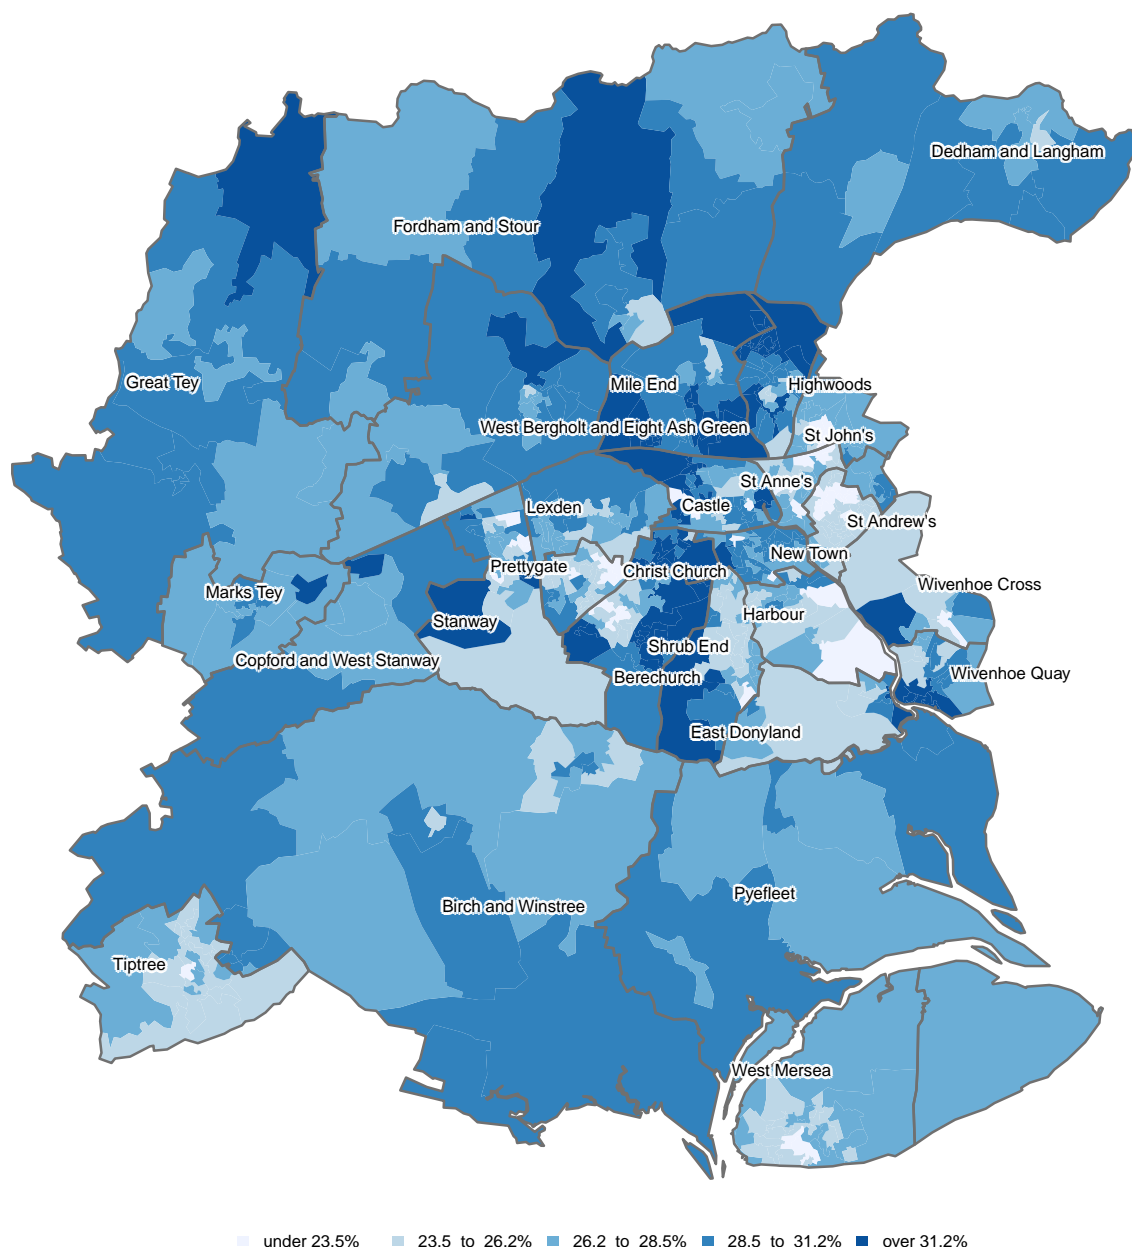 Dedham and Langham
Fordham and Stour
Great Tey
Mile End
Highwoods
West Bergholt and Eight Ash Green
St John's
St Anne's
Lexden
Castle
St Andrew's
New Town
Prettygate
Christ Church
Wivenhoe Cross
Marks Tey
Harbour
Stanway
Shrub End
Copford and West Stanway
Wivenhoe Quay
Berechurch
East Donyland
Pyefleet
Birch and Winstree
Tiptree
West Mersea
under 23.5% 23.5 to 26.2% 26.2 to 28.5% 28.5 to 31.2% over 31.2%